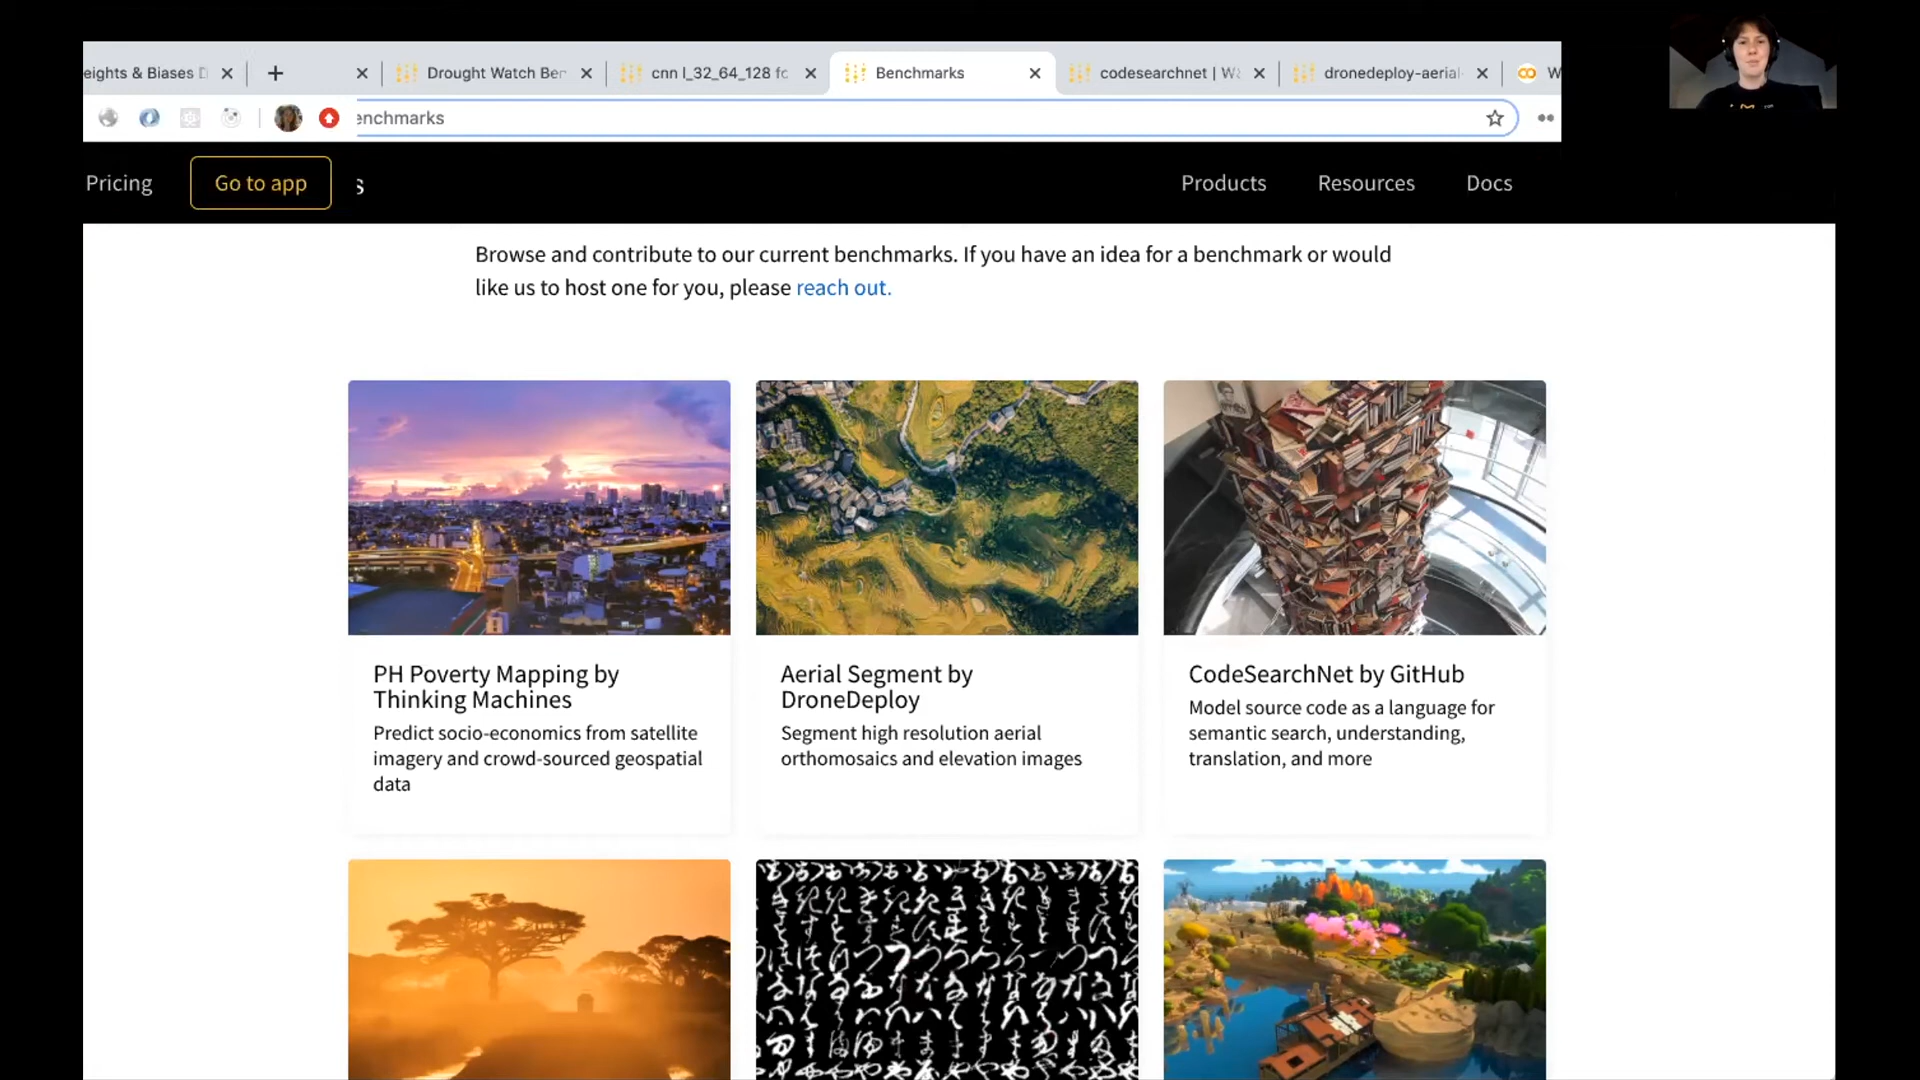 eights & Biases D
Drought Watch Ben
cnn l_32_64_128 fc
Benchmarks
codesearchnet | W&
dronedeploy-aerial-
W
enchmarks
Pricing
Go to app
s
Products
Resources
Docs
Browse and contribute to our current benchmarks. If you have an idea for a benchmark or would
like us to host one for you, please reach out.
PH Poverty Mapping by
Thinking Machines
Predict socio-economics from satellite
imagery and crowd-sourced geospatial
data
Aerial Segment by
DroneDeploy
Segment high resolution aerial
orthomosaics and elevation images
CodeSearchNet by GitHub
Model source code as a language for
semantic search, understanding,
translation, and more